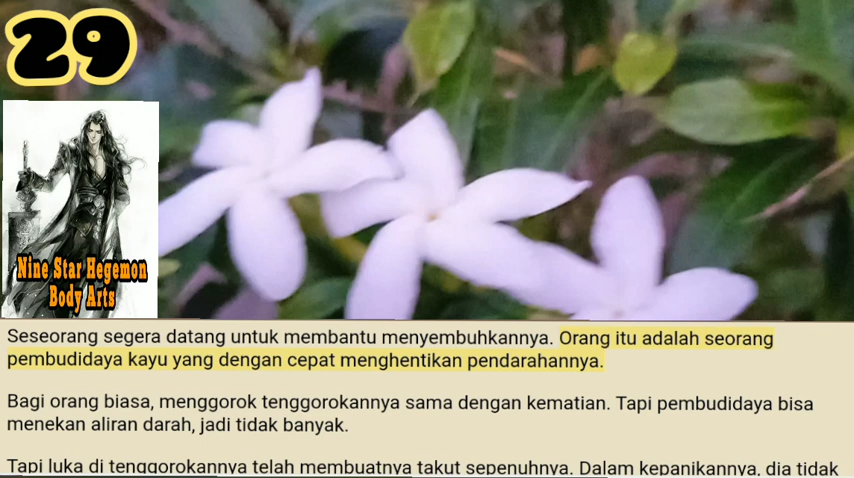 29
Nine Star Hegemon
Body Arts
Seseorang segera datang untuk membantu menyembuhkannya. Orang itu adalah seorang
pembudidaya kayu yang dengan cepat menghentikan pendarahannya.
Bagi orang biasa, menggorok tenggorokannya sama dengan kematian. Tapi pembudidaya bisa
menekan aliran darah, jadi tidak banyak.
Tapi luka di tenggorokannya telah membuatnya takut sepenuhnya. Dalam kepanikannya, dia tidak